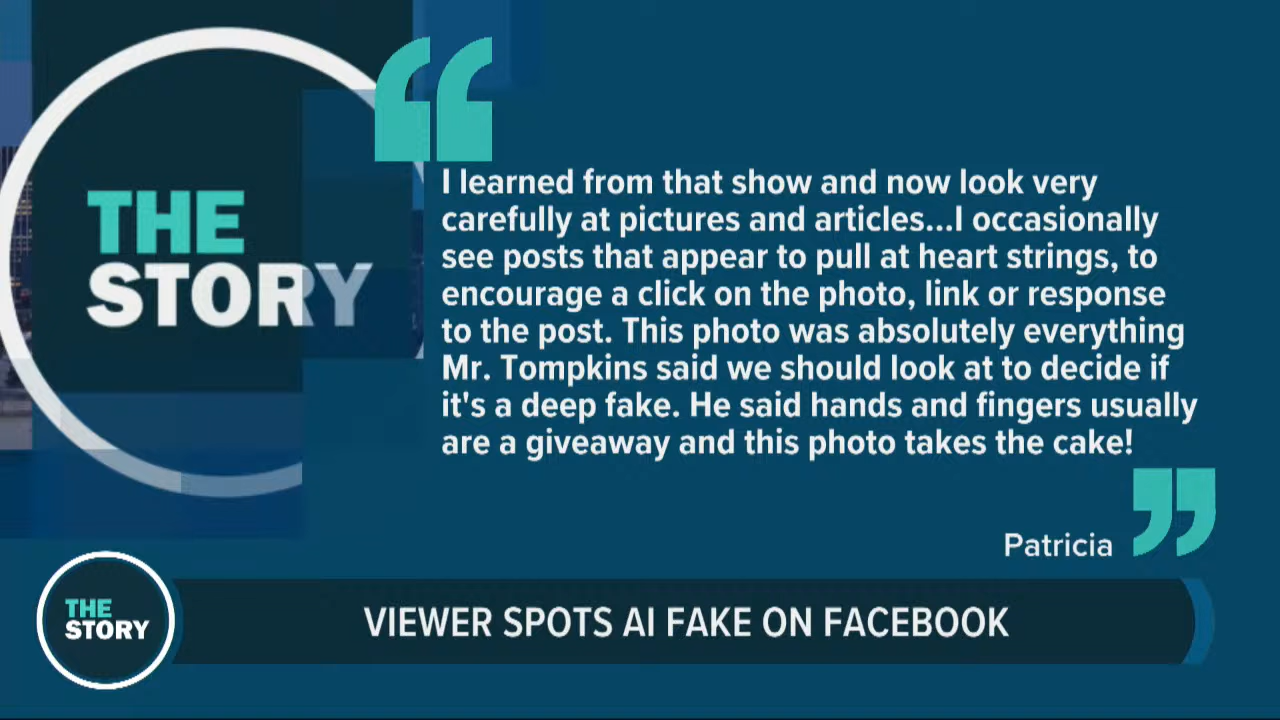 THE
STORY
I learned from that show and now look very
carefully at pictures and articles...I occasionally
see posts that appear to pull at heart strings, to
encourage a click on the photo, link or response
to the post. This photo was absolutely everything
Mr. Tompkins said we should look at to decide if
it's a deep fake. He said hands and fingers usually
are a giveaway and this photo takes the cake!
Patricia
THE
STORY
VIEWER SPOTS AI FAKE ON FACEBOOK